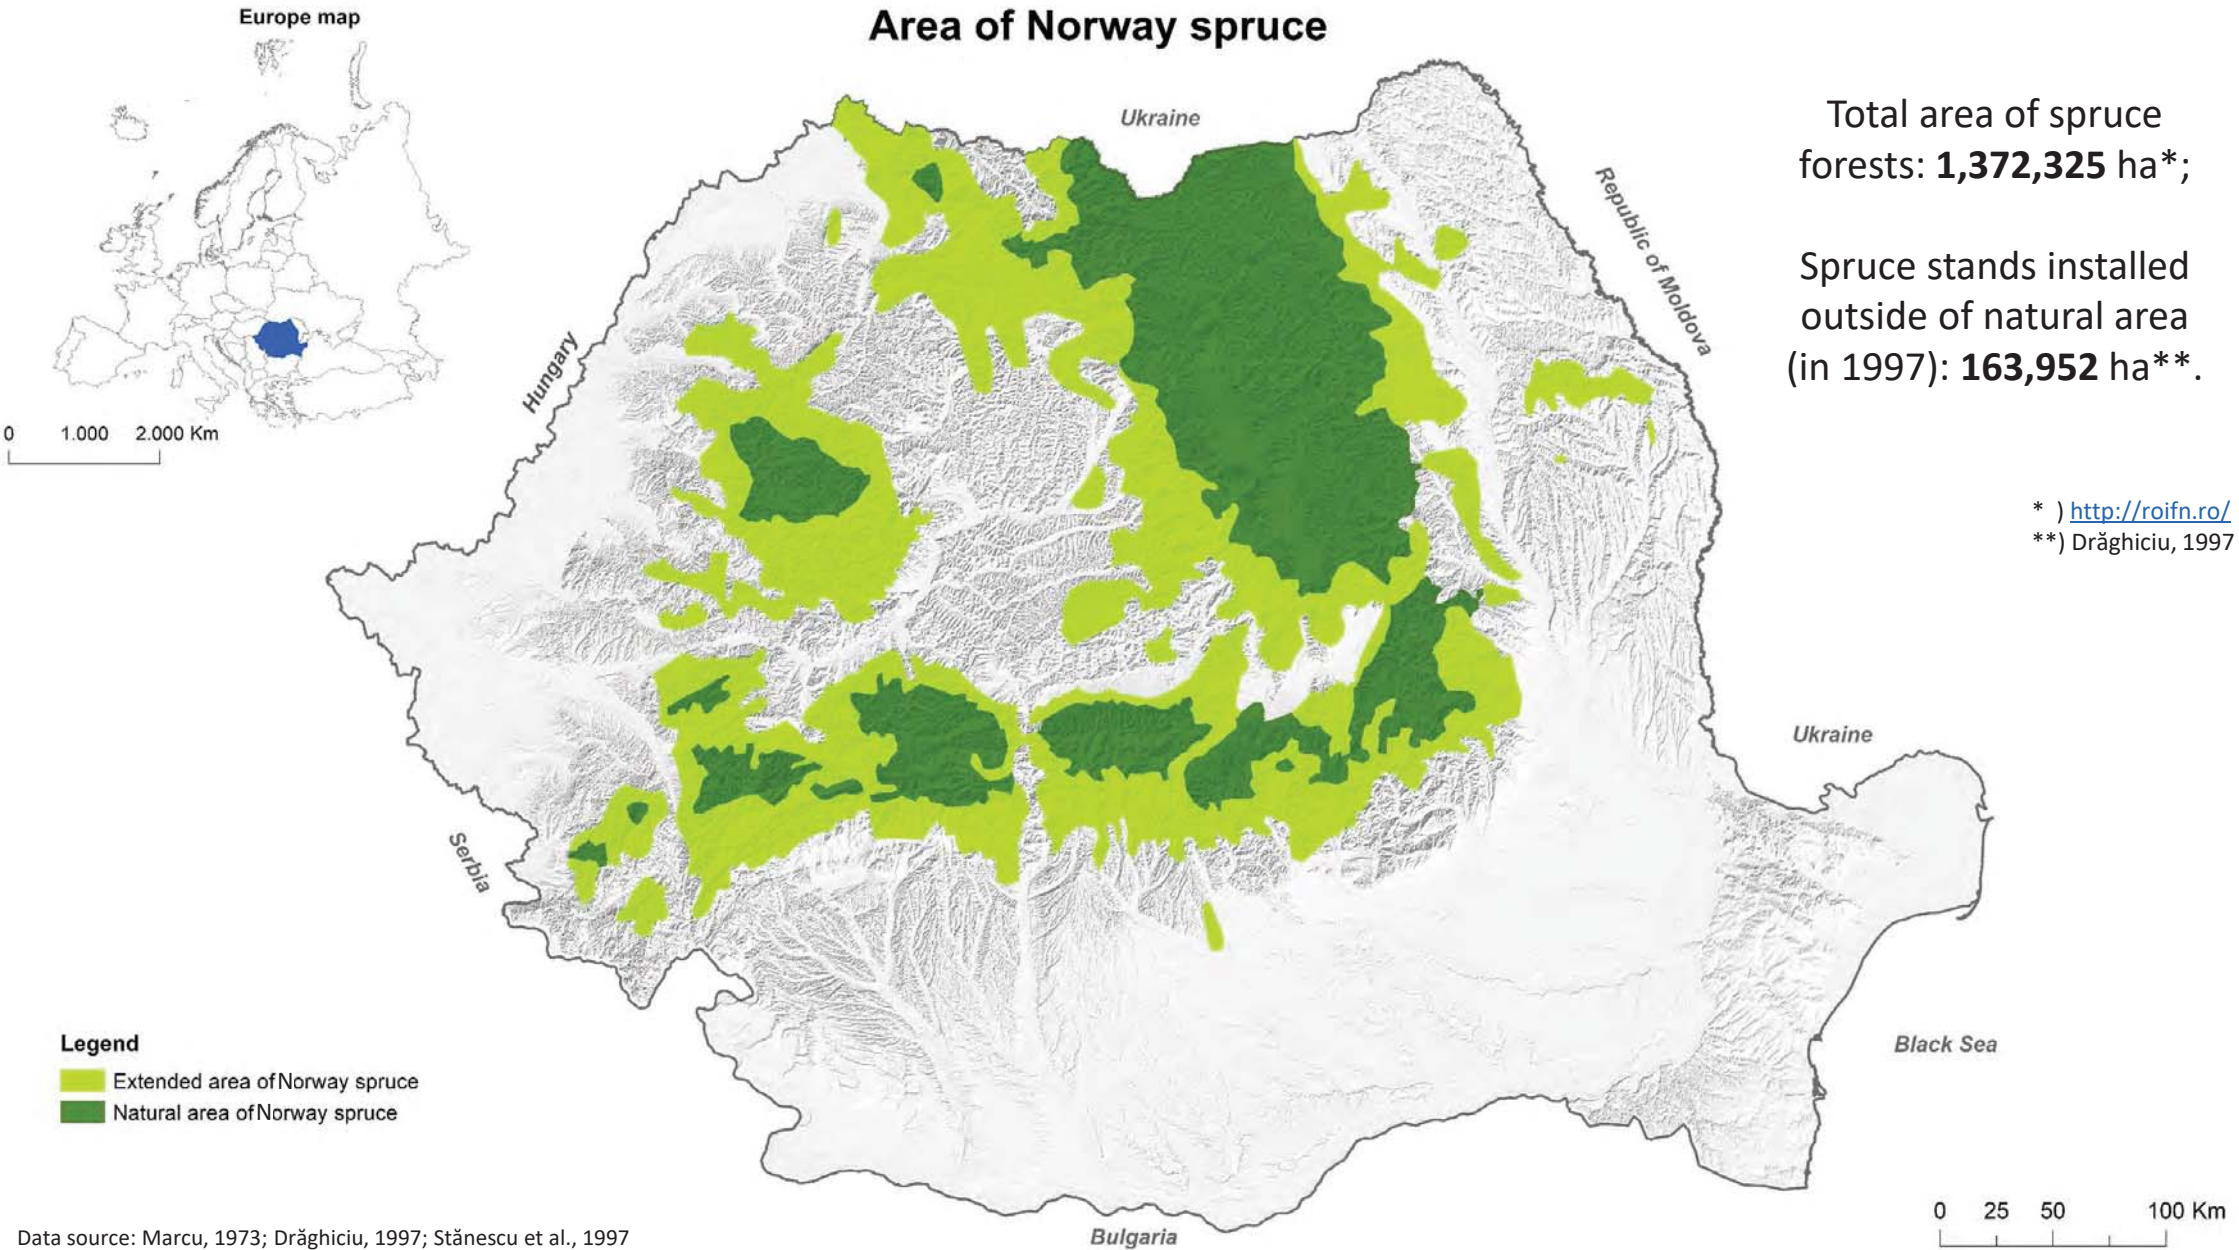 Europe map
Area of Norway spruce
Ukraine
Republic of Moldova
Hungary
0 1.000 2.000 Km
Total area of spruce
forests: 1,372,325 ha*;
Spruce stands installed
outside of natural area
(in 1997): 163,952 ha**.
* ) http://roifn.ro/
**) Drăghiciu, 1997
Serbia
Ukraine
Black Sea
Legend
Extended area of Norway spruce
Natural area of Norway spruce
Bulgaria
0 25 50 100 Km
Data source: Marcu, 1973; Drăghiciu, 1997; Stănescu et al., 1997